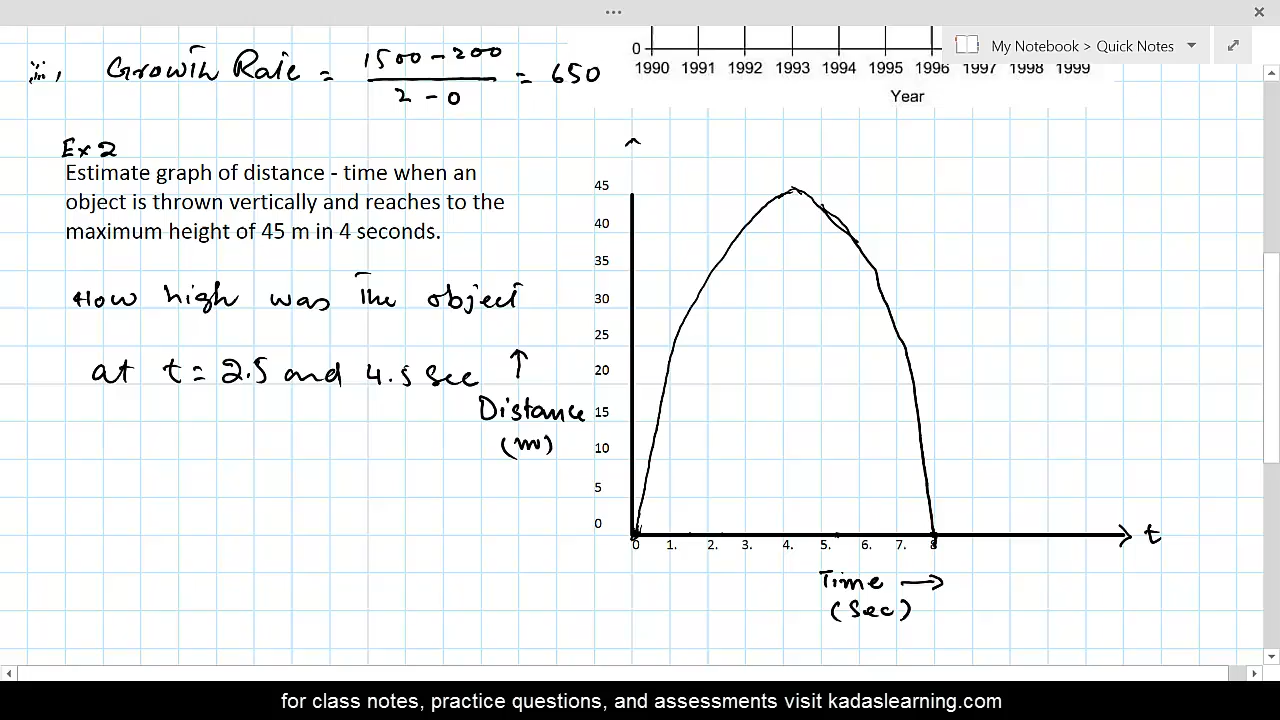 My Notebook > Quick Notes
iii, Growth Rate = 1500 - 200 / 2 - 0 = 650
0
1990 1991 1992 1993 1994 1995 1996 1997 1998 1999
Year
Ex 2
Estimate graph of distance - time when an
object is thrown vertically and reaches to the
maximum height of 45 m in 4 seconds.
How high was the object
at t = 2.5 and 4.5 sec
Distance
(m)
45
40
35
30
25
20
15
10
5
0
0 1. 2. 3. 4. 5. 6. 7. 8
t
Time
(Sec)
for class notes, practice questions, and assessments visit kadaslearning.com